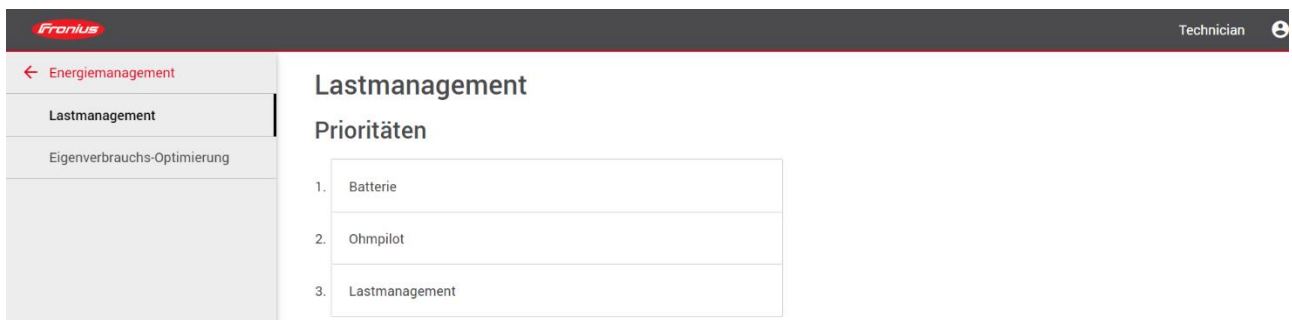 Fronius
Technician
Energiemanagement
Lastmanagement
Eigenverbrauchs-Optimierung
Lastmanagement
Prioritäten
1. Batterie
2. Ohmpilot
3. Lastmanagement